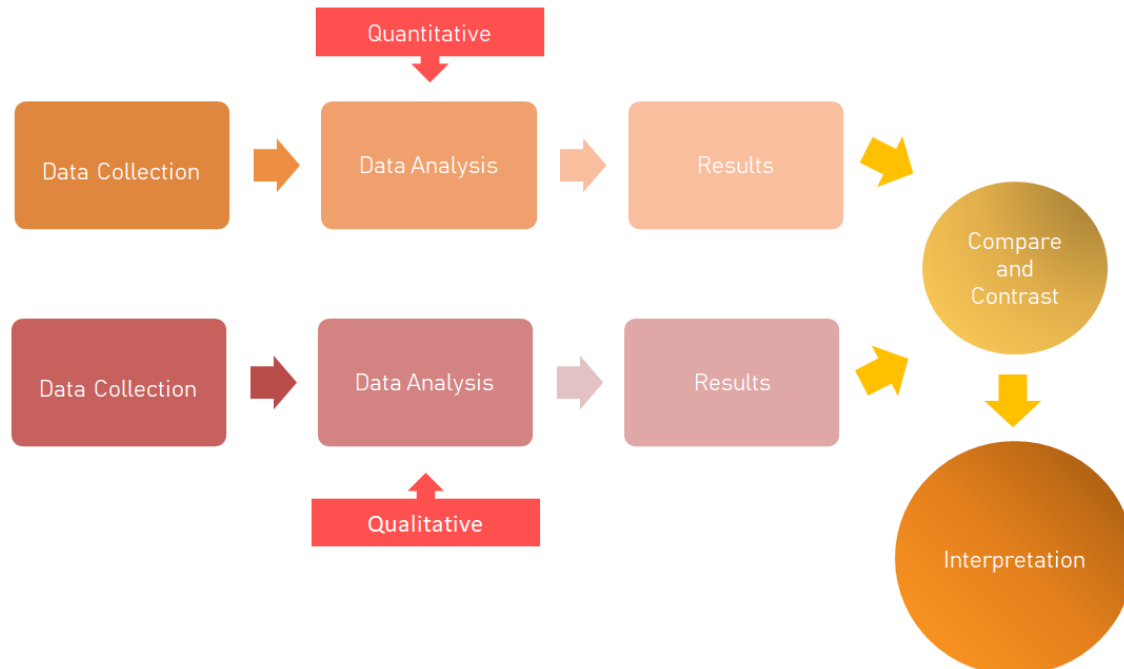 Quantitative
Data Collection
Data Analysis
Results
Compare
and
Contrast
Data Collection
Data Analysis
Results
Qualitative
Interpretation